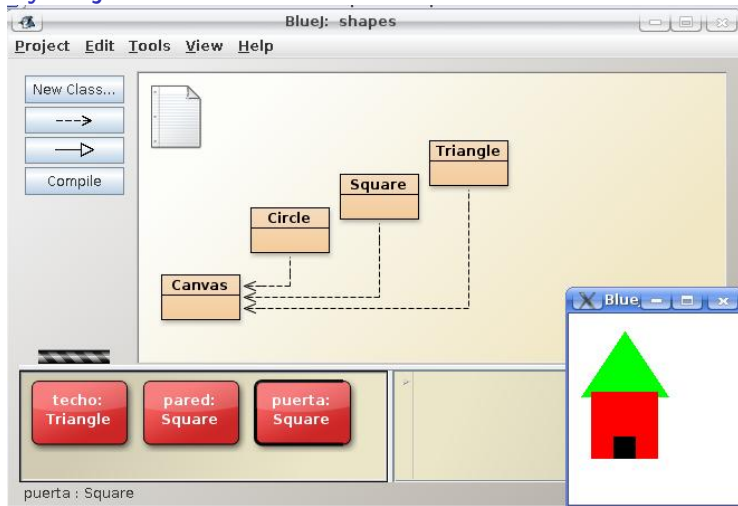 BlueJ: shapes
Project Edit Tools View Help
New Class...
Compile
Triangle
Square
Circle
Canvas
Blue
techo:
Triangle
pared:
Square
puerta:
Square
puerta : Square